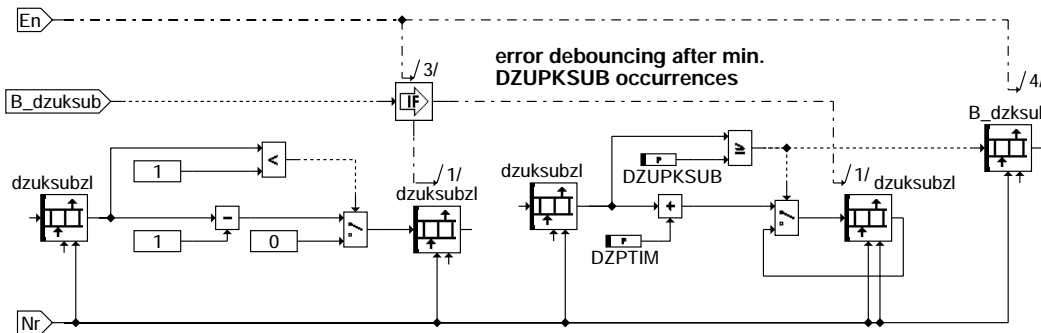 En
3/
error debouncing after min.
DZUPKSUB occurrences
4/
B_dzuksub
IF
B_dzksub
1/
1
<
≥
P
DZUPKSUB
1/
dzuksubzl
dzuksubzl
dzuksubzl
dzuksubzl
1
-
0
+
P
DZPTIM
Nr